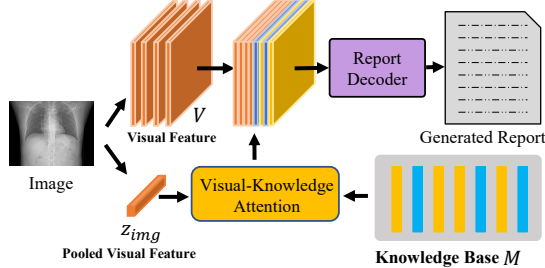 V
Visual Feature
Report
Decoder
Generated Report
Image
Visual-Knowledge
Attention
z_img
Pooled Visual Feature
Knowledge Base M